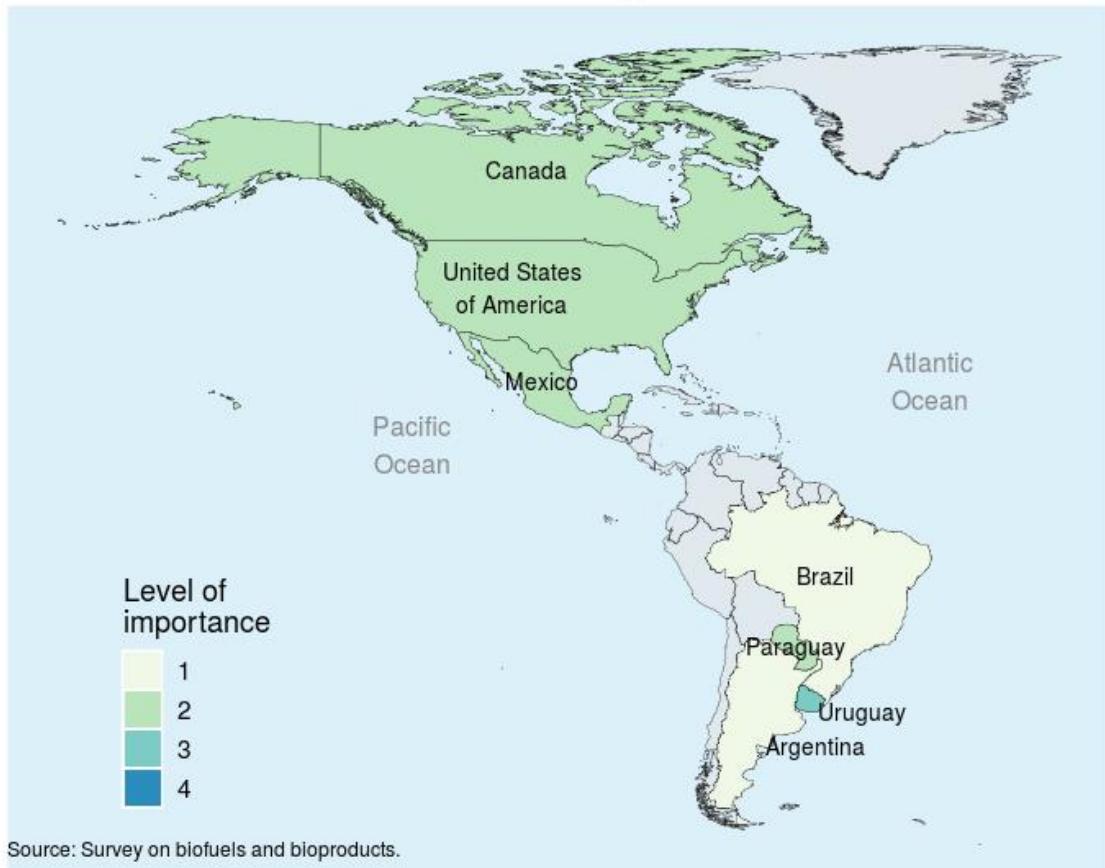 Canada
United States
of America
Mexico
Atlantic
Ocean
Pacific
Ocean
Brazil
Level of
importance
Paraguay
1
Uruguay
2
Argentina
3
4
Source: Survey on biofuels and bioproducts.